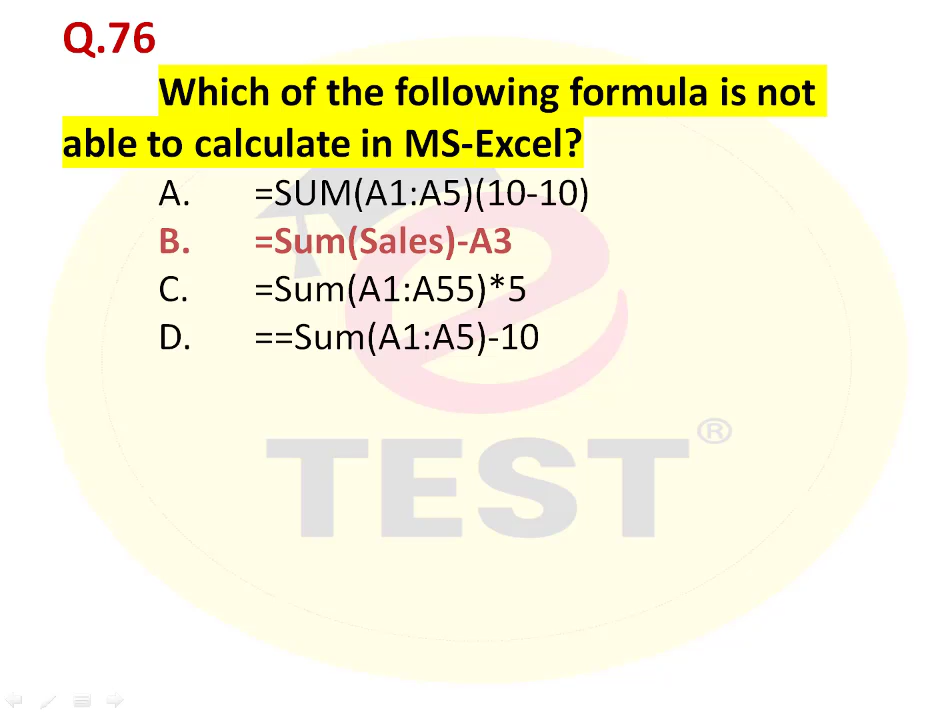 Q.76
Which of the following formula is not
able to calculate in MS-Excel?
A. =SUM(A1:A5)(10-10)
B. =Sum(Sales)-A3
C. =Sum(A1:A55)*5
D. ==Sum(A1:A5)-10
e
TEST®